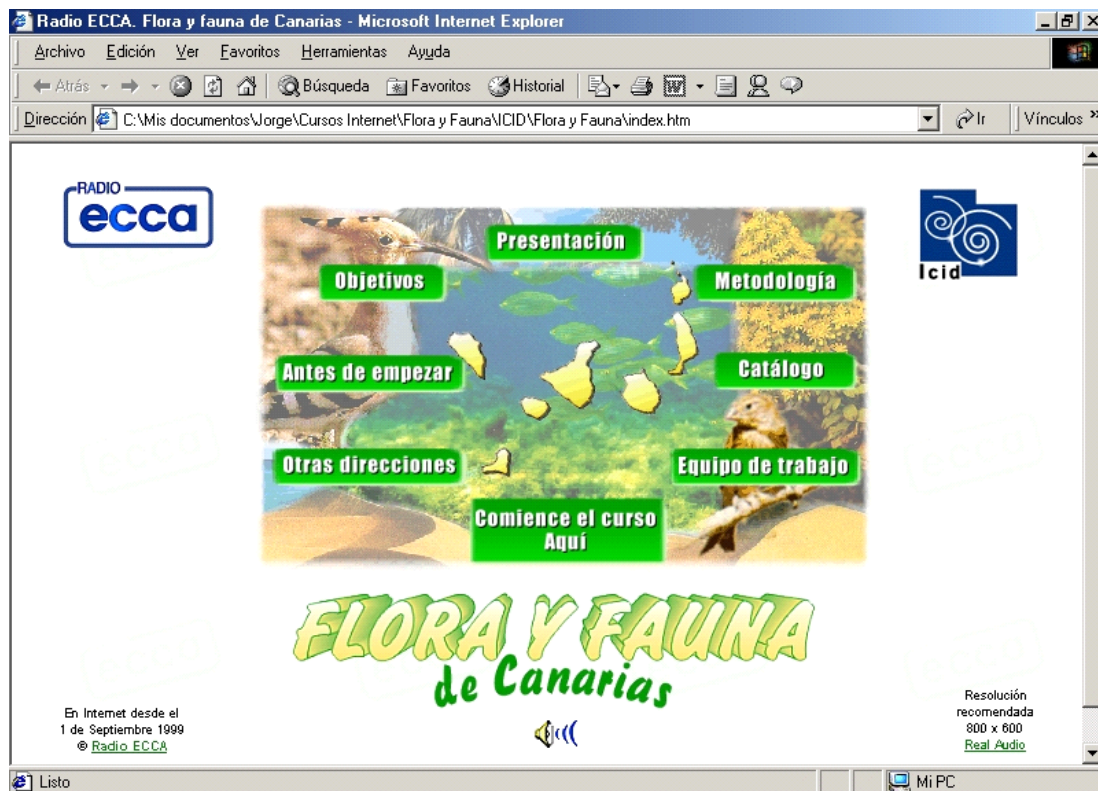 Radio ECCA. Flora y fauna de Canarias - Microsoft Internet Explorer
Archivo Edición Ver Favoritos Herramientas Ayuda
Atrás Búsqueda Favoritos Historial
Dirección C:\Mis documentos\Jorge\Cursos Internet\Flora y Fauna\ICID\Flora y Fauna\index.htm Ir Vínculos »
RADIO
ecca
Icid
Presentación
Objetivos
Metodología
Antes de empezar
Catálogo
Otras direcciones
Equipo de trabajo
Comience el curso
Aquí
FLORA Y FAUNA
de Canarias
En Internet desde el
1 de Septiembre 1999
© Radio ECCA
Resolución
recomendada
800 x 600
Real Audio
Listo
Mi PC